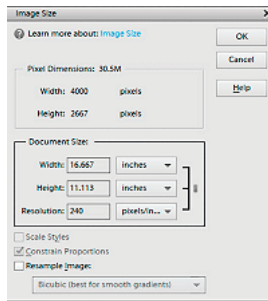 Image Size
Learn more about: Image Size
OK
Cancel
Help
Pixel Dimensions: 30.5M
Width: 4000 pixels
Height: 2667 pixels
Document Size:
Width: 16.667 inches
Height: 11.113 inches
Resolution: 240 pixels/in...
Scale Styles
Constrain Proportions
Resample Image:
Bicubic (best for smooth gradients)